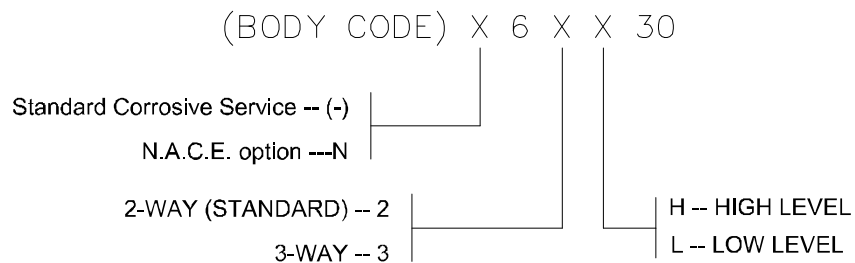 (BODY CODE) X 6 X X 30
Standard Corrosive Service -- (-)
N.A.C.E. option ---N
2-WAY (STANDARD) -- 2
3-WAY -- 3
H -- HIGH LEVEL
L -- LOW LEVEL